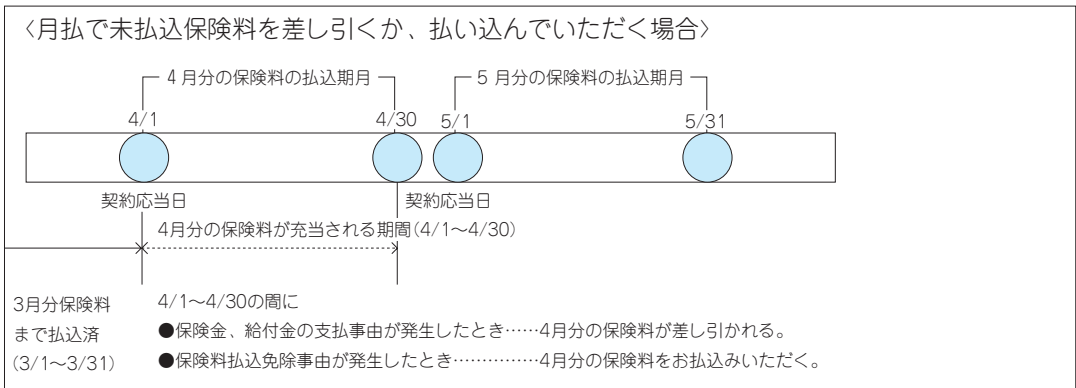 〈月払で未払込保険料を差し引くか、払い込んでいただく場合〉
4月分の保険料の払込期月
5月分の保険料の払込期月
4/1
4/30
5/1
5/31
契約応当日
契約応当日
4月分の保険料が充当される期間(4/1〜4/30)
3月分保険料
まで払込済
(3/1〜3/31)
4/1〜4/30の間に
●保険金、給付金の支払事由が発生したとき……4月分の保険料が差し引かれる。
●保険料払込免除事由が発生したとき……………4月分の保険料をお払込みいただく。